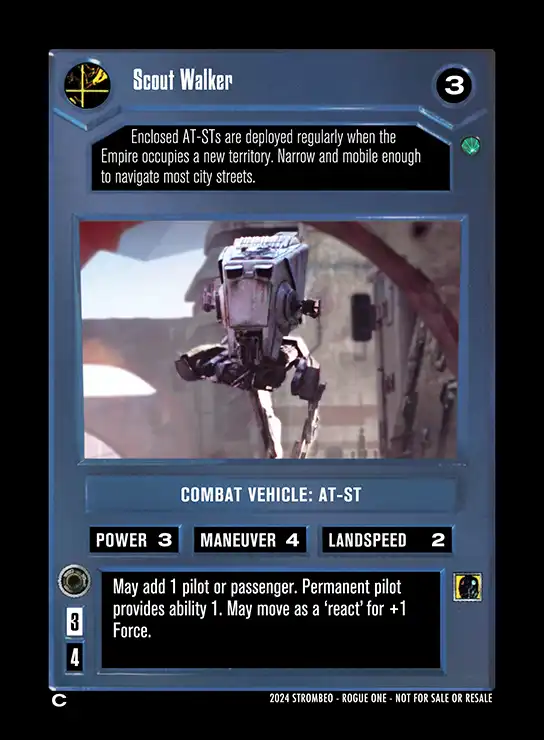 Scout Walker
3
Enclosed AT-STs are deployed regularly when the
Empire occupies a new territory. Narrow and mobile enough
to navigate most city streets.
COMBAT VEHICLE: AT-ST
POWER 3 MANEUVER 4 LANDSPEED 2
May add 1 pilot or passenger. Permanent pilot
provides ability 1. May move as a ‘react’ for +1
Force.
3
4
C
2024 STROMBEO - ROGUE ONE - NOT FOR SALE OR RESALE